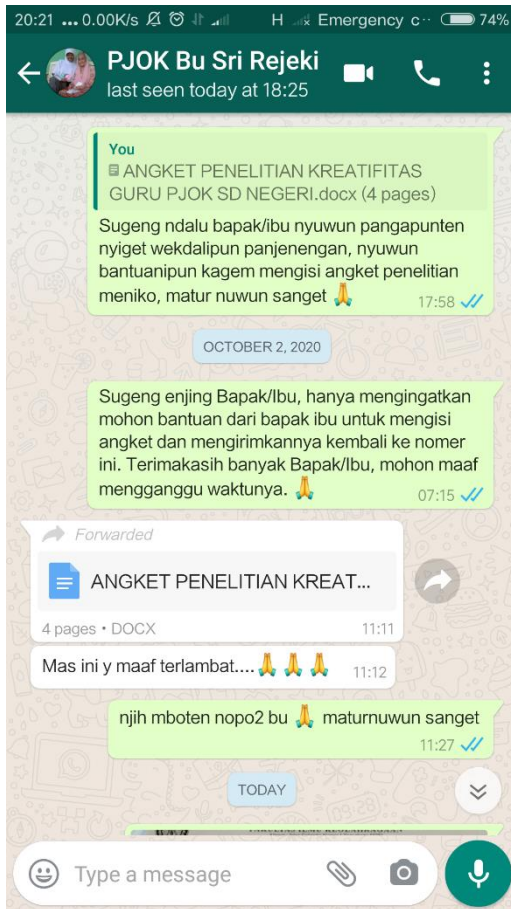 20:21 ... 0.00K/s H Emergency c·· 74%
PJOK Bu Sri Rejeki
last seen today at 18:25
You
ANGKET PENELITIAN KREATIFITAS
GURU PJOK SD NEGERI.docx (4 pages)
Sugeng ndalu bapak/ibu nyuwun pangapunten
nyiget wekdalipun panjenengan, nyuwun
bantuanipun kagem mengisi angket penelitian
meniko, matur nuwun sanget 🙏
17:58
OCTOBER 2, 2020
Sugeng enjing Bapak/Ibu, hanya mengingatkan
mohon bantuan dari bapak ibu untuk mengisi
angket dan mengirimkannya kembali ke nomer
ini. Terimakasih banyak Bapak/Ibu, mohon maaf
mengganggu waktunya. 🙏
07:15
Forwarded
ANGKET PENELITIAN KREAT...
4 pages • DOCX 11:11
Mas ini y maaf terlambat.... 🙏 🙏 🙏 11:12
njih mboten nopo2 bu 🙏 maturnuwun sanget
11:27
TODAY
Type a message